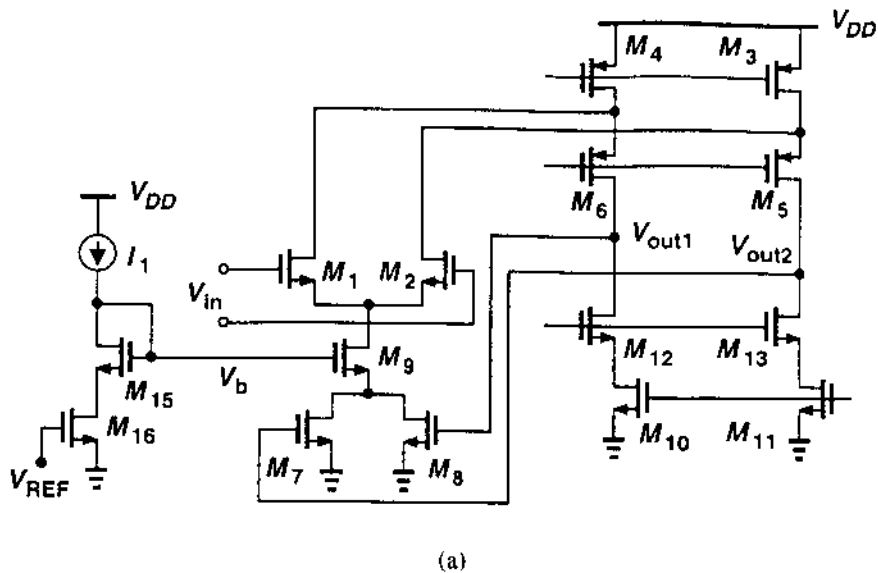 V_DD
M_4
M_3
M_6
M_5
V_DD
I_1
V_out1
V_out2
M_1
M_2
V_in
M_9
M_12
M_13
V_b
M_15
M_16
M_7
M_8
M_10
M_11
V_REF
(a)